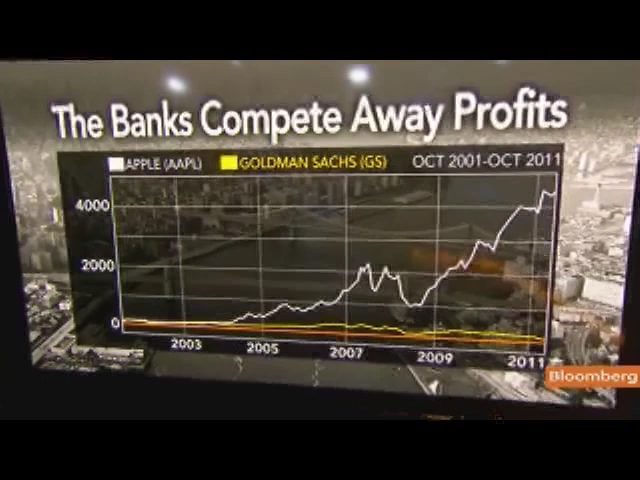 The Banks Compete Away Profits
APPLE (AAPL) GOLDMAN SACHS (GS) OCT 2001-OCT 2011
4000
2000
0
2003 2005 2007 2009 2011
Bloomberg